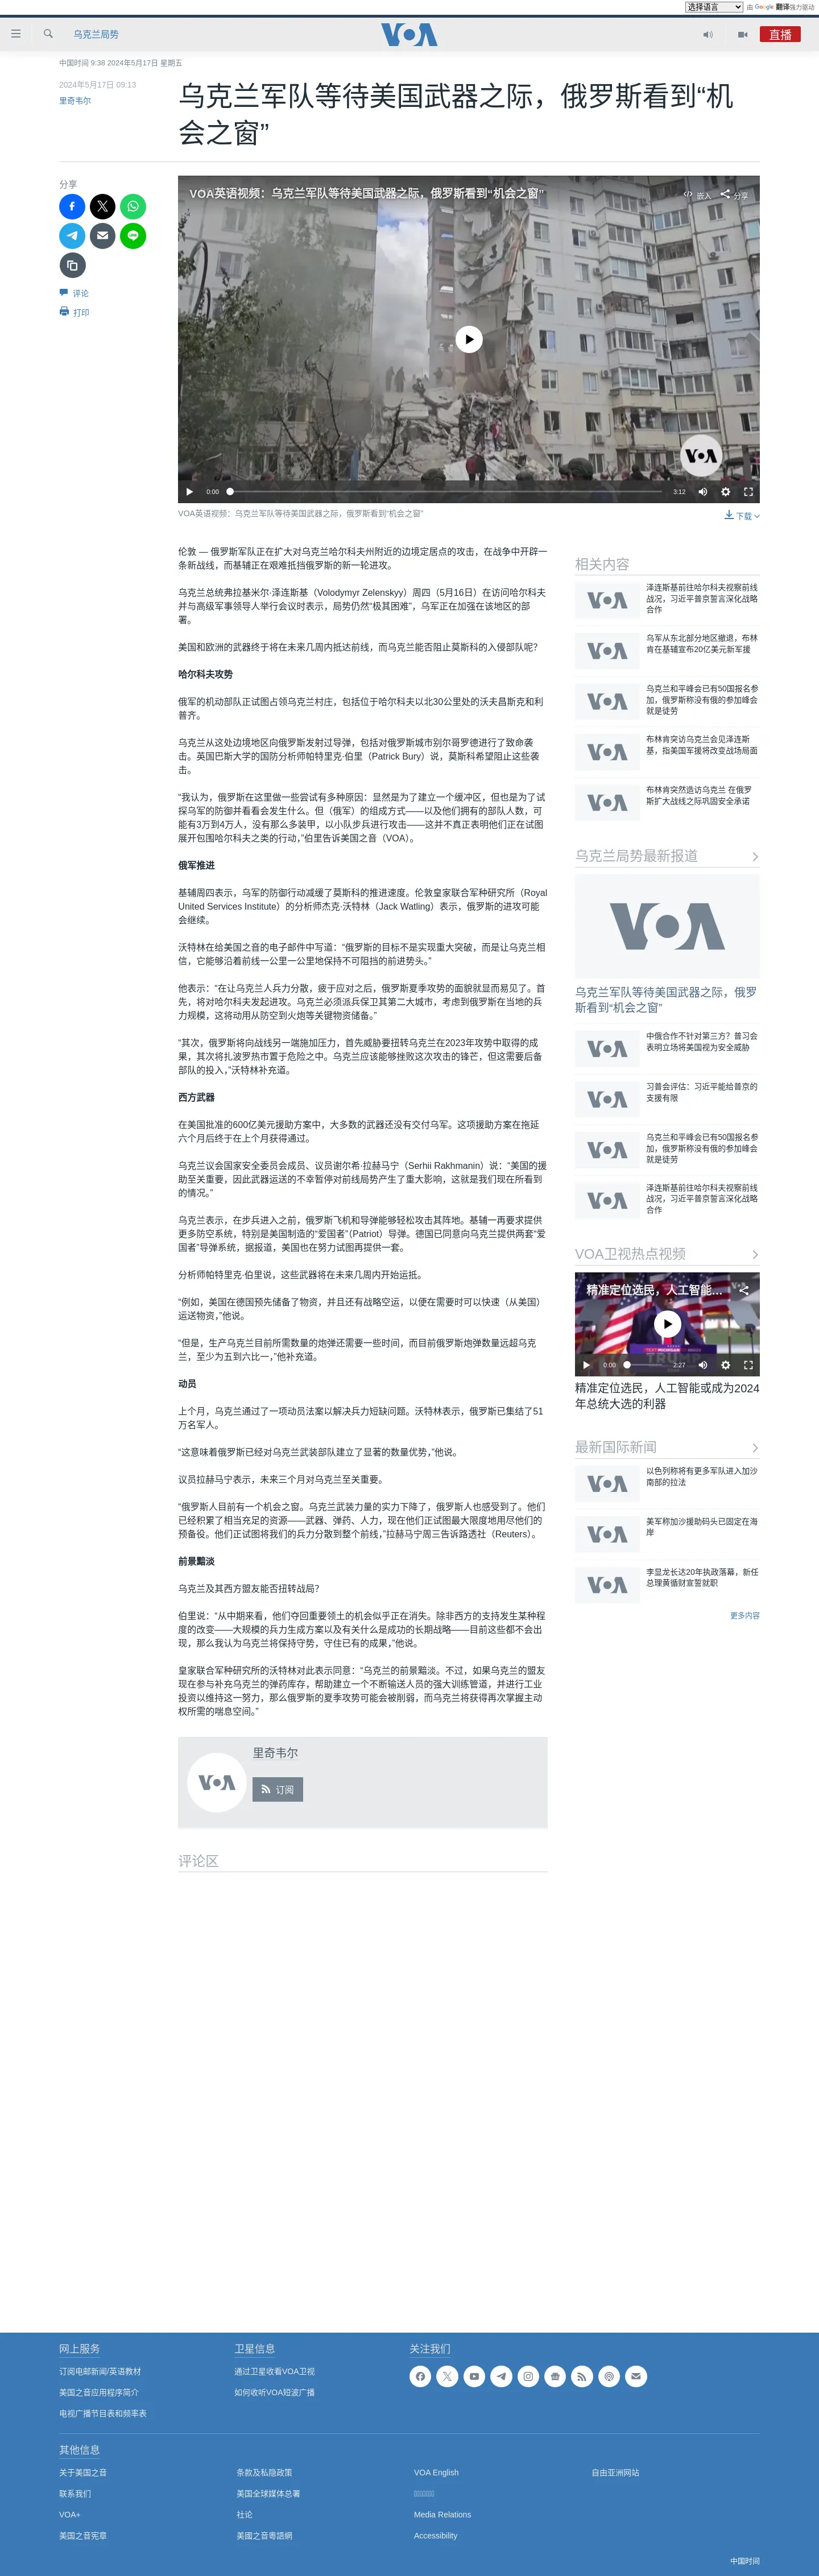 选择语言 由 Google 翻译强力驱动
乌克兰局势
VOA
直播
中国时间 9:38 2024年5月17日 星期五
2024年5月17日 09:13
里奇韦尔
乌克兰军队等待美国武器之际，俄罗斯看到“机
会之窗”
分享
评论
打印
VOA英语视频：乌克兰军队等待美国武器之际，俄罗斯看到“机会之窗”
嵌入 分享
VOA
0:00 3:12
VOA英语视频：乌克兰军队等待美国武器之际，俄罗斯看到“机会之窗”
下载
伦敦 — 俄罗斯军队正在扩大对乌克兰哈尔科夫州附近的边境定居点的攻击，在战争中开辟一
条新战线，而基辅正在艰难抵挡俄罗斯的新一轮进攻。
乌克兰总统弗拉基米尔·泽连斯基（Volodymyr Zelenskyy）周四（5月16日）在访问哈尔科夫
并与高级军事领导人举行会议时表示，局势仍然“极其困难”，乌军正在加强在该地区的部
署。
美国和欧洲的武器终于将在未来几周内抵达前线，而乌克兰能否阻止莫斯科的入侵部队呢？
哈尔科夫攻势
俄军的机动部队正试图占领乌克兰村庄，包括位于哈尔科夫以北30公里处的沃夫昌斯克和利
普齐。
乌克兰从这处边境地区向俄罗斯发射过导弹，包括对俄罗斯城市别尔哥罗德进行了致命袭
击。英国巴斯大学的国防分析师帕特里克·伯里（Patrick Bury）说，莫斯科希望阻止这些袭
击。
“我认为，俄罗斯在这里做一些尝试有多种原因：显然是为了建立一个缓冲区，但也是为了试
探乌军的防御并看看会发生什么。但（俄军）的组成方式——以及他们拥有的部队人数，可
能有3万到4万人，没有那么多装甲，以小队步兵进行攻击——这并不真正表明他们正在试图
展开包围哈尔科夫之类的行动，”伯里告诉美国之音（VOA）。
俄军推进
基辅周四表示，乌军的防御行动减缓了莫斯科的推进速度。伦敦皇家联合军种研究所（Royal
United Services Institute）的分析师杰克·沃特林（Jack Watling）表示，俄罗斯的进攻可能
会继续。
沃特林在给美国之音的电子邮件中写道：“俄罗斯的目标不是实现重大突破，而是让乌克兰相
信，它能够沿着前线一公里一公里地保持不可阻挡的前进势头。”
他表示：“在让乌克兰人兵力分散，疲于应对之后，俄罗斯夏季攻势的面貌就显而易见了。首
先，将对哈尔科夫发起进攻。乌克兰必须派兵保卫其第二大城市，考虑到俄罗斯在当地的兵
力规模，这将动用从防空到火炮等关键物资储备。”
“其次，俄罗斯将向战线另一端施加压力，首先威胁要扭转乌克兰在2023年攻势中取得的成
果，其次将扎波罗热市置于危险之中。乌克兰应该能够挫败这次攻击的锋芒，但这需要后备
部队的投入，”沃特林补充道。
西方武器
在美国批准的600亿美元援助方案中，大多数的武器还没有交付乌军。这项援助方案在拖延
六个月后终于在上个月获得通过。
乌克兰议会国家安全委员会成员、议员谢尔希·拉赫马宁（Serhii Rakhmanin）说：“美国的援
助至关重要，因此武器运送的不幸暂停对前线局势产生了重大影响，这就是我们现在所看到
的情况。”
乌克兰表示，在步兵进入之前，俄罗斯飞机和导弹能够轻松攻击其阵地。基辅一再要求提供
更多防空系统，特别是美国制造的“爱国者”（Patriot）导弹。德国已同意向乌克兰提供两套“爱
国者”导弹系统，据报道，美国也在努力试图再提供一套。
分析师帕特里克·伯里说，这些武器将在未来几周内开始运抵。
“例如，美国在德国预先储备了物资，并且还有战略空运，以便在需要时可以快速（从美国）
运送物资，”他说。
“但是，生产乌克兰目前所需数量的炮弹还需要一些时间，而目前俄罗斯炮弹数量远超乌克
兰，至少为五到六比一，”他补充道。
动员
上个月，乌克兰通过了一项动员法案以解决兵力短缺问题。沃特林表示，俄罗斯已集结了51
万名军人。
“这意味着俄罗斯已经对乌克兰武装部队建立了显著的数量优势，”他说。
议员拉赫马宁表示，未来三个月对乌克兰至关重要。
“俄罗斯人目前有一个机会之窗。乌克兰武装力量的实力下降了，俄罗斯人也感受到了。他们
已经积累了相当充足的资源——武器、弹药、人力，现在他们正试图最大限度地用尽他们的
预备役。他们正试图将我们的兵力分散到整个前线，”拉赫马宁周三告诉路透社（Reuters）。
前景黯淡
乌克兰及其西方盟友能否扭转战局？
伯里说：“从中期来看，他们夺回重要领土的机会似乎正在消失。除非西方的支持发生某种程
度的改变——大规模的兵力生成方案以及有关什么是成功的长期战略——目前这些都不会出
现，那么我认为乌克兰将保持守势，守住已有的成果，”他说。
皇家联合军种研究所的沃特林对此表示同意：“乌克兰的前景黯淡。不过，如果乌克兰的盟友
现在参与补充乌克兰的弹药库存，帮助建立一个不断输送人员的强大训练管道，并进行工业
投资以维持这一努力，那么俄罗斯的夏季攻势可能会被削弱，而乌克兰将获得再次掌握主动
权所需的喘息空间。”
VOA
里奇韦尔
订阅
评论区
相关内容
VOA
泽连斯基前往哈尔科夫视察前线
战况，习近平普京誓言深化战略
合作
VOA
乌军从东北部分地区撤退，布林
肯在基辅宣布20亿美元新军援
VOA
乌克兰和平峰会已有50国报名参
加，俄罗斯称没有俄的参加峰会
就是徒劳
VOA
布林肯突访乌克兰会见泽连斯
基，指美国军援将改变战场局面
VOA
布林肯突然造访乌克兰 在俄罗
斯扩大战线之际巩固安全承诺
乌克兰局势最新报道
VOA
乌克兰军队等待美国武器之际，俄罗
斯看到“机会之窗”
VOA
中俄合作不针对第三方？普习会
表明立场将美国视为安全威胁
VOA
习普会评估：习近平能给普京的
支援有限
VOA
乌克兰和平峰会已有50国报名参
加，俄罗斯称没有俄的参加峰会
就是徒劳
VOA
泽连斯基前往哈尔科夫视察前线
战况，习近平普京誓言深化战略
合作
VOA卫视热点视频
精准定位选民，人工智能…
TRUMP
0:00 2:27
精准定位选民，人工智能或成为2024
年总统大选的利器
最新国际新闻
VOA
以色列称将有更多军队进入加沙
南部的拉法
VOA
美军称加沙援助码头已固定在海
岸
VOA
李显龙长达20年执政落幕，新任
总理黄循财宣誓就职
更多内容
网上服务
订阅电邮新闻/英语教材
美国之音应用程序简介
电视广播节目表和频率表
卫星信息
通过卫星收看VOA卫视
如何收听VOA短波广播
关注我们
其他信息
关于美国之音
联系我们
VOA+
美国之音宪章
条款及私隐政策
美国全球媒体总署
社论
美國之音粵語網
VOA English
Media Relations
Accessibility
自由亚洲网站
中国时间